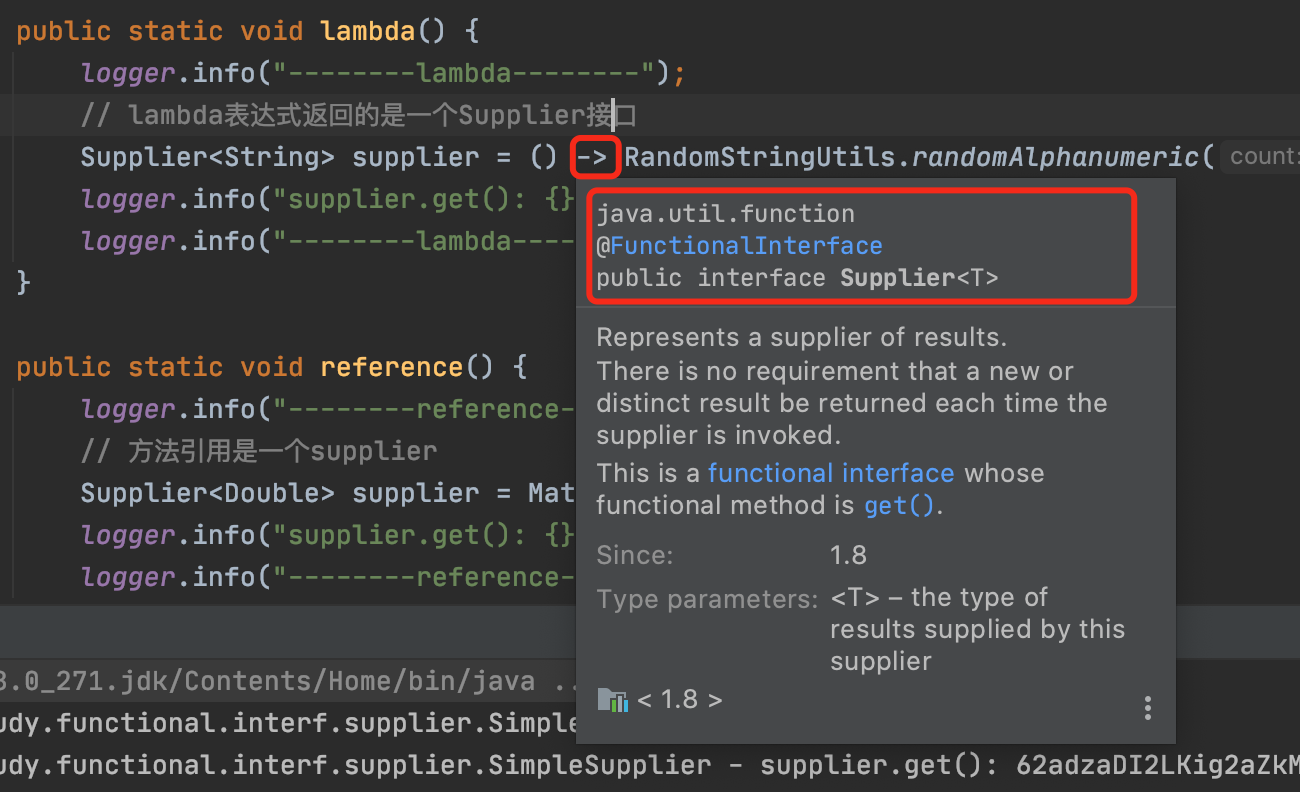 public static void lambda() {
logger.info("--------lambda--------");
// lambda表达式返回的是一个Supplier接口
Supplier<String> supplier = () -> RandomStringUtils.randomAlphanumeric( count:
logger.info("supplier.get(): {}
logger.info("--------lambda----
}
public static void reference() {
logger.info("--------reference-
// 方法引用是一个supplier
Supplier<Double> supplier = Mat
logger.info("supplier.get(): {}
logger.info("--------reference-
java.util.function
@FunctionalInterface
public interface Supplier<T>
Represents a supplier of results.
There is no requirement that a new or
distinct result be returned each time the
supplier is invoked.
This is a functional interface whose
functional method is get().
Since: 1.8
Type parameters: <T> – the type of
results supplied by this
supplier
< 1.8 >
8.0_271.jdk/Contents/Home/bin/java ..
udy.functional.interf.supplier.Simple
udy.functional.interf.supplier.SimpleSupplier - supplier.get(): 62adzaDI2LKig2aZkM